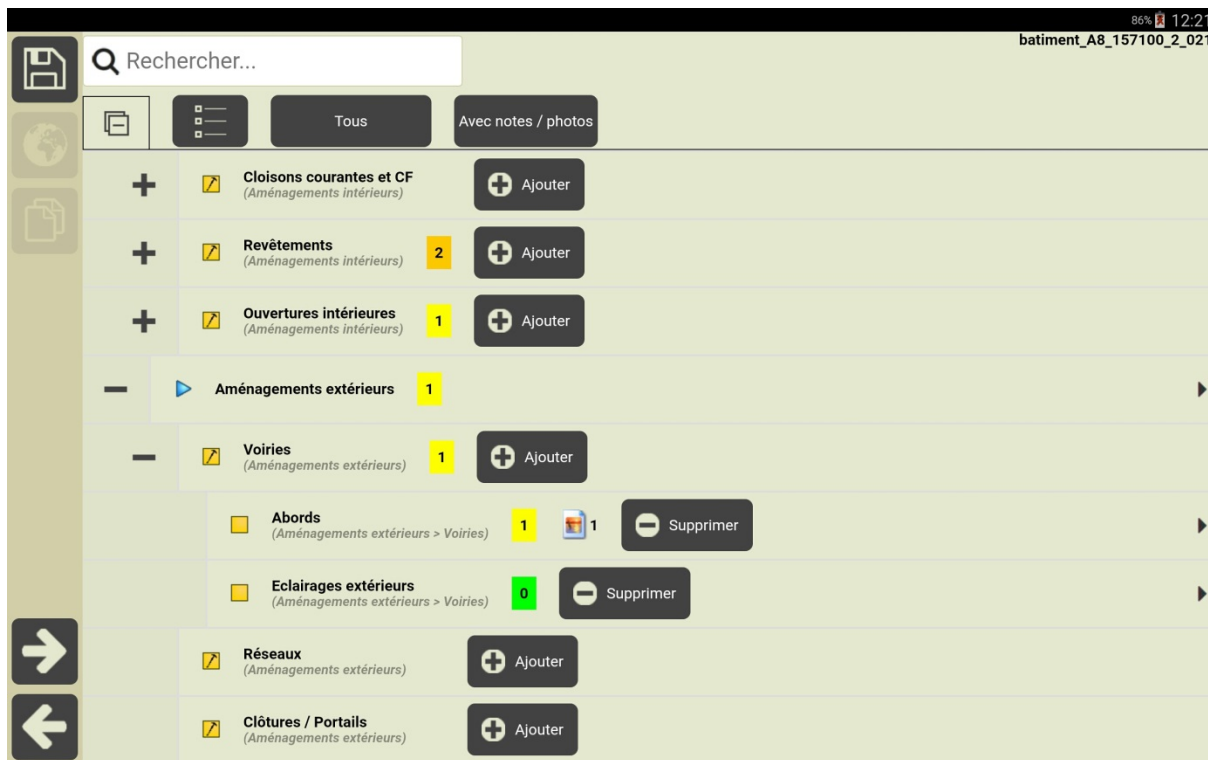 86% 12:21
batiment_A8_157100_2_021
Rechercher...
Tous
Avec notes / photos
Cloisons courantes et CF
(Aménagements intérieurs)
Ajouter
Revêtements
(Aménagements intérieurs)
2
Ajouter
Ouvertures intérieures
(Aménagements intérieurs)
1
Ajouter
Aménagements extérieurs 1
Voiries
(Aménagements extérieurs)
1
Ajouter
Abords
(Aménagements extérieurs > Voiries)
1
1
Supprimer
Eclairages extérieurs
(Aménagements extérieurs > Voiries)
0
Supprimer
Réseaux
(Aménagements extérieurs)
Ajouter
Clôtures / Portails
(Aménagements extérieurs)
Ajouter